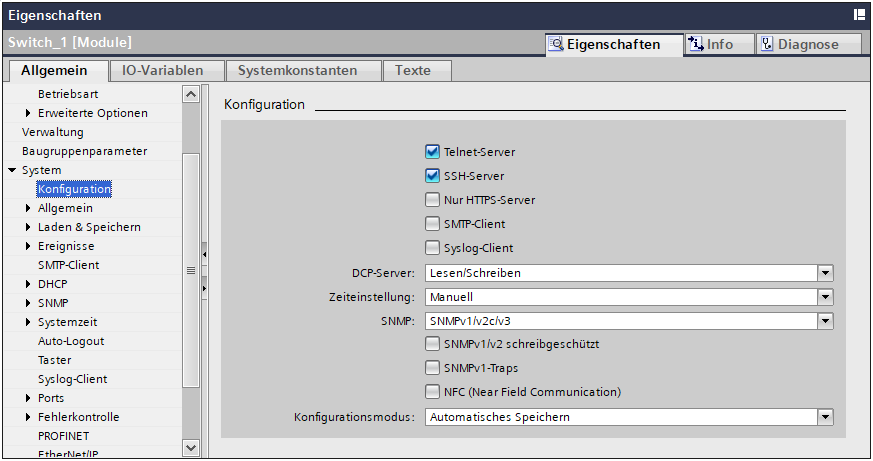 Eigenschaften
Switch_1 [Module]
Eigenschaften
Info
Diagnose
Allgemein
IO-Variablen
Systemkonstanten
Texte
Betriebsart
Erweiterte Optionen
Verwaltung
Baugruppenparameter
System
Konfiguration
Allgemein
Laden & Speichern
Ereignisse
SMTP-Client
DHCP
SNMP
Systemzeit
Auto-Logout
Taster
Syslog-Client
Ports
Fehlerkontrolle
PROFINET
EtherNet/IP
Konfiguration
Telnet-Server
SSH-Server
Nur HTTPS-Server
SMTP-Client
Syslog-Client
DCP-Server: Lesen/Schreiben
Zeiteinstellung: Manuell
SNMP: SNMPv1/v2c/v3
SNMPv1/v2 schreibgeschützt
SNMPv1-Traps
NFC (Near Field Communication)
Konfigurationsmodus: Automatisches Speichern